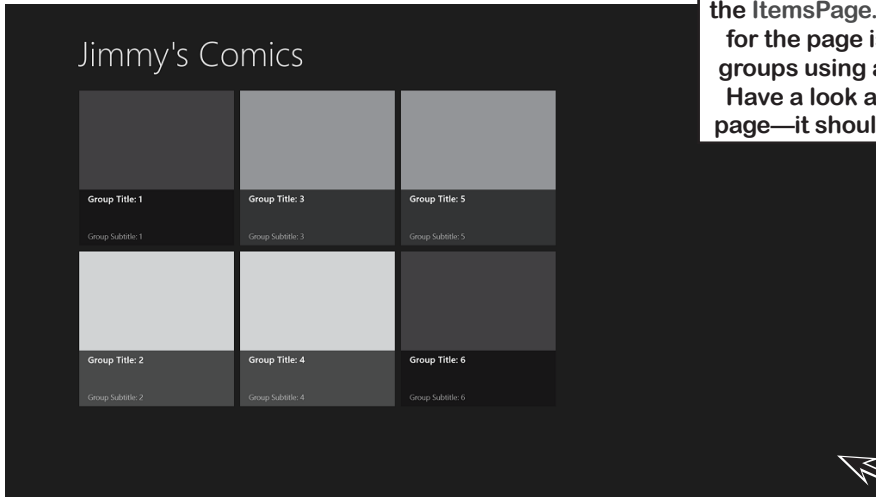 the ItemsPage.
for the page
groups using
Have a look
page—it
Jimmy's Comics
Group Title: 1
Group Subtitle: 1
Group Title: 3
Group Subtitle: 3
Group Title: 5
Group Subtitle: 5
Group Title: 2
Group Subtitle: 2
Group Title: 4
Group Subtitle: 4
Group Title: 6
Group Subtitle: 6